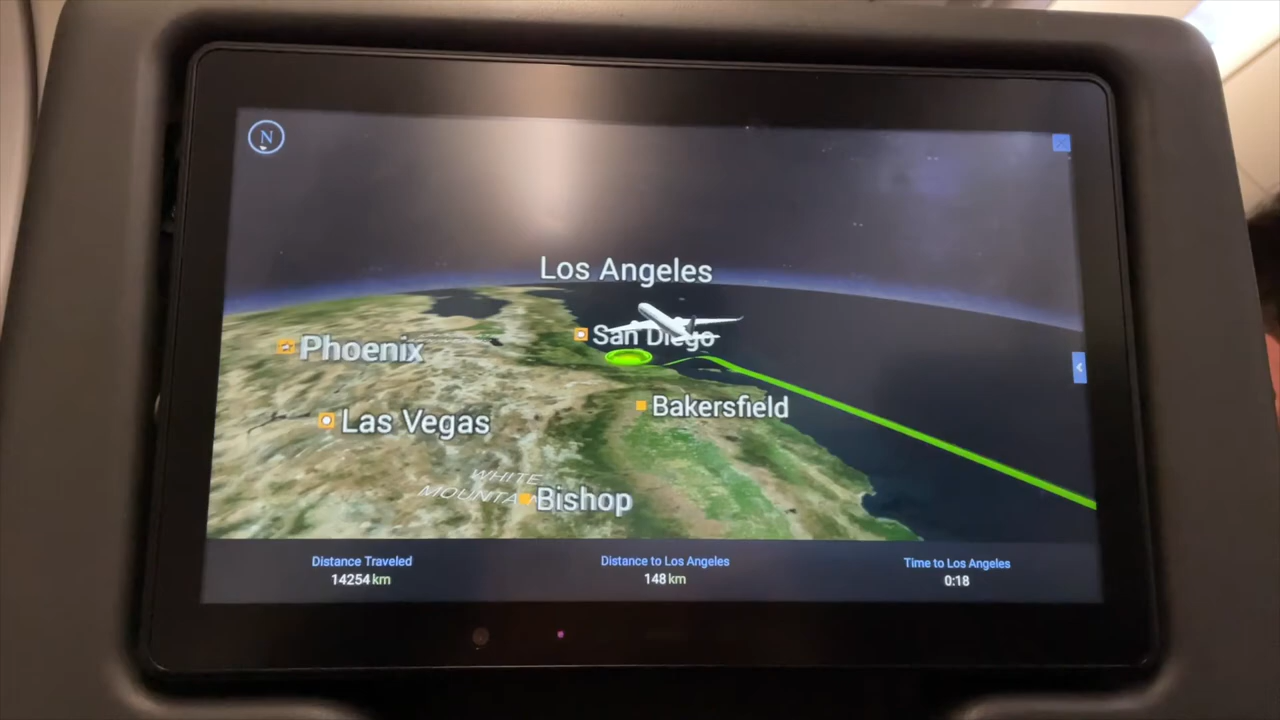 N
Los Angeles
San Diego
Phoenix
Bakersfield
Las Vegas
WHITE
Bishop
Distance Traveled
14254 km
Distance to Los Angeles
148 km
Time to Los Angeles
0:18